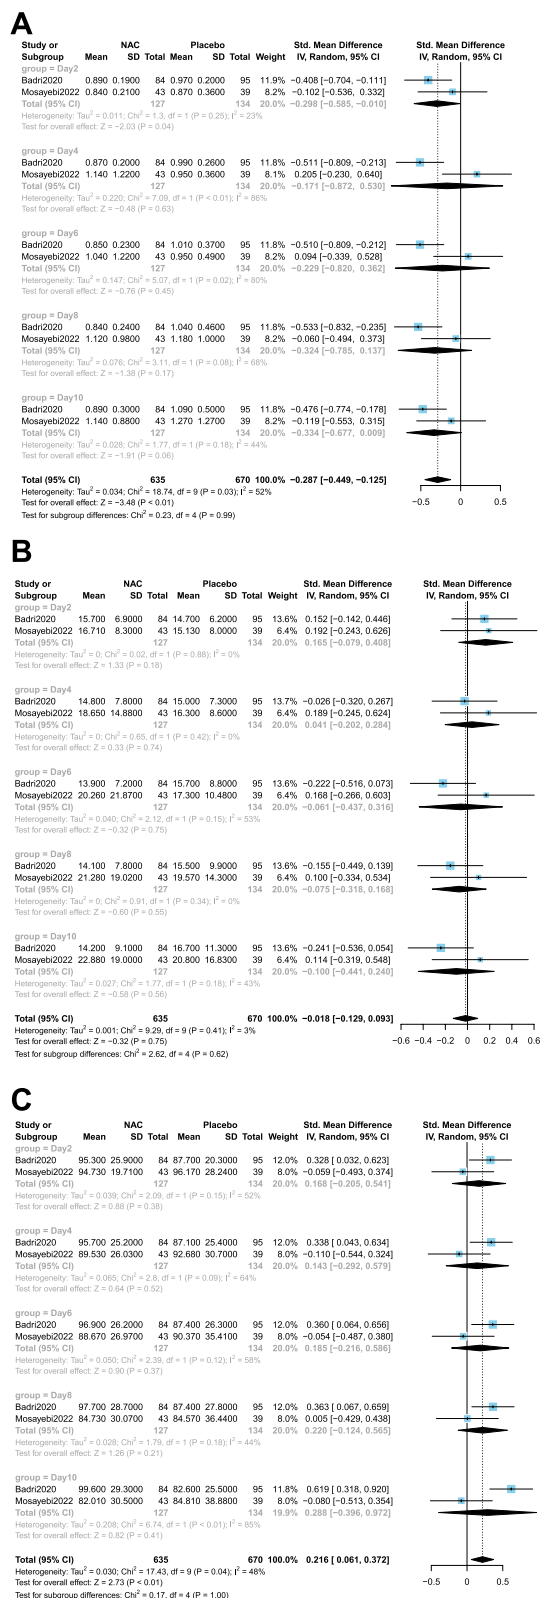 A
Study or NAC Placebo Std. Mean Difference Std. Mean Difference
Subgroup Mean SD Total Mean SD Total Weight IV, Random, 95% CI IV, Random, 95% CI
group = Day2
Badri2020 0.890 0.1900 84 0.970 0.2000 95 11.9% −0.408 [−0.704, −0.111]
Mosayebi2022 0.840 0.2100 43 0.870 0.3600 39 8.1% −0.102 [−0.536, 0.332]
Total (95% CI) 127 134 20.0% −0.298 [−0.585, −0.010]
Heterogeneity: Tau² = 0.011; Chi² = 1.3, df = 1 (P = 0.25); I² = 23%
Test for overall effect: Z = −2.03 (P = 0.04)
group = Day4
Badri2020 0.870 0.2000 84 0.990 0.2600 95 11.8% −0.511 [−0.809, −0.213]
Mosayebi2022 1.140 1.2200 43 0.950 0.3600 39 8.2% 0.205 [−0.230, 0.640]
Total (95% CI) 127 134 20.0% −0.171 [−0.872, 0.530]
Heterogeneity: Tau² = 0.220; Chi² = 7.09, df = 1 (P < 0.01); I² = 86%
Test for overall effect: Z = −0.48 (P = 0.63)
group = Day6
Badri2020 0.850 0.2300 84 1.010 0.3700 95 11.8% −0.510 [−0.809, −0.212]
Mosayebi2022 1.040 1.2200 43 0.950 0.4900 39 8.2% 0.094 [−0.339, 0.528]
Total (95% CI) 127 134 20.0% −0.229 [−0.820, 0.362]
Heterogeneity: Tau² = 0.147; Chi² = 5.07, df = 1 (P = 0.02); I² = 80%
Test for overall effect: Z = −0.76 (P = 0.45)
group = Day8
Badri2020 0.840 0.2400 84 1.040 0.4600 95 11.8% −0.533 [−0.832, −0.235]
Mosayebi2022 1.120 0.9800 43 1.180 1.0000 39 8.2% −0.060 [−0.494, 0.373]
Total (95% CI) 127 134 20.0% −0.324 [−0.785, 0.137]
Heterogeneity: Tau² = 0.076; Chi² = 3.11, df = 1 (P = 0.08); I² = 68%
Test for overall effect: Z = −1.38 (P = 0.17)
group = Day10
Badri2020 0.890 0.3000 84 1.090 0.5000 95 11.8% −0.476 [−0.774, −0.178]
Mosayebi2022 1.140 0.8800 43 1.270 1.2700 39 8.2% −0.119 [−0.553, 0.315]
Total (95% CI) 127 134 20.0% −0.334 [−0.677, 0.009]
Heterogeneity: Tau² = 0.028; Chi² = 1.77, df = 1 (P = 0.18); I² = 44%
Test for overall effect: Z = −1.91 (P = 0.06)
Total (95% CI) 635 670 100.0% −0.287 [−0.449, −0.125]
Heterogeneity: Tau² = 0.034; Chi² = 18.74, df = 9 (P = 0.03); I² = 52%
Test for overall effect: Z = −3.48 (P < 0.01) −0.5 0 0.5
Test for subgroup differences: Chi² = 0.23, df = 4 (P = 0.99)
B
Study or NAC Placebo Std. Mean Difference Std. Mean Difference
Subgroup Mean SD Total Mean SD Total Weight IV, Random, 95% CI IV, Random, 95% CI
group = Day2
Badri2020 15.700 6.9000 84 14.700 6.2000 95 13.6% 0.152 [−0.142, 0.446]
Mosayebi2022 16.710 8.3000 43 15.130 8.0000 39 6.4% 0.192 [−0.243, 0.626]
Total (95% CI) 127 134 20.0% 0.165 [−0.079, 0.408]
Heterogeneity: Tau² = 0; Chi² = 0.02, df = 1 (P = 0.88); I² = 0%
Test for overall effect: Z = 1.33 (P = 0.18)
group = Day4
Badri2020 14.800 7.8000 84 15.000 7.3000 95 13.7% −0.026 [−0.320, 0.267]
Mosayebi2022 18.650 14.8800 43 16.300 8.6000 39 6.4% 0.189 [−0.245, 0.624]
Total (95% CI) 127 134 20.0% 0.041 [−0.202, 0.284]
Heterogeneity: Tau² = 0; Chi² = 0.65, df = 1 (P = 0.42); I² = 0%
Test for overall effect: Z = 0.33 (P = 0.74)
group = Day6
Badri2020 13.900 7.2000 84 15.700 8.8000 95 13.6% −0.222 [−0.516, 0.073]
Mosayebi2022 20.260 21.8700 43 17.300 10.4800 39 6.4% 0.168 [−0.266, 0.603]
Total (95% CI) 127 134 20.0% −0.061 [−0.437, 0.316]
Heterogeneity: Tau² = 0.040; Chi² = 2.12, df = 1 (P = 0.15); I² = 53%
Test for overall effect: Z = −0.32 (P = 0.75)
group = Day8
Badri2020 14.100 7.8000 84 15.500 9.9000 95 13.6% −0.155 [−0.449, 0.139]
Mosayebi2022 21.280 19.0200 43 19.570 14.3000 39 6.4% 0.100 [−0.334, 0.534]
Total (95% CI) 127 134 20.0% −0.075 [−0.318, 0.168]
Heterogeneity: Tau² = 0; Chi² = 0.91, df = 1 (P = 0.34); I² = 0%
Test for overall effect: Z = −0.60 (P = 0.55)
group = Day10
Badri2020 14.200 9.1000 84 16.700 11.3000 95 13.6% −0.241 [−0.536, 0.054]
Mosayebi2022 22.880 19.0000 43 20.800 16.8300 39 6.4% 0.114 [−0.319, 0.548]
Total (95% CI) 127 134 20.0% −0.100 [−0.441, 0.240]
Heterogeneity: Tau² = 0.027; Chi² = 1.77, df = 1 (P = 0.18); I² = 43%
Test for overall effect: Z = −0.58 (P = 0.56)
Total (95% CI) 635 670 100.0% −0.018 [−0.129, 0.093]
Heterogeneity: Tau² = 0.001; Chi² = 9.29, df = 9 (P = 0.41); I² = 3%
Test for overall effect: Z = −0.32 (P = 0.75) −0.6 −0.4 −0.2 0 0.2 0.4 0.6
Test for subgroup differences: Chi² = 2.62, df = 4 (P = 0.62)
C
Study or NAC Placebo Std. Mean Difference Std. Mean Difference
Subgroup Mean SD Total Mean SD Total Weight IV, Random, 95% CI IV, Random, 95% CI
group = Day2
Badri2020 95.300 25.9000 84 87.700 20.3000 95 12.0% 0.328 [ 0.032, 0.623]
Mosayebi2022 94.730 19.7100 43 96.170 28.2400 39 8.0% −0.059 [−0.493, 0.374]
Total (95% CI) 127 134 20.0% 0.168 [−0.205, 0.541]
Heterogeneity: Tau² = 0.039; Chi² = 2.09, df = 1 (P = 0.15); I² = 52%
Test for overall effect: Z = 0.88 (P = 0.38)
group = Day4
Badri2020 95.700 25.2000 84 87.100 25.4000 95 12.0% 0.338 [ 0.043, 0.634]
Mosayebi2022 89.530 26.0300 43 92.680 30.7000 39 8.0% −0.110 [−0.544, 0.324]
Total (95% CI) 127 134 20.0% 0.143 [−0.292, 0.579]
Heterogeneity: Tau² = 0.065; Chi² = 2.8, df = 1 (P = 0.09); I² = 64%
Test for overall effect: Z = 0.64 (P = 0.52)
group = Day6
Badri2020 96.900 26.2000 84 87.400 26.3000 95 12.0% 0.360 [ 0.064, 0.656]
Mosayebi2022 88.670 26.9700 43 90.370 35.4100 39 8.0% −0.054 [−0.487, 0.380]
Total (95% CI) 127 134 20.0% 0.185 [−0.216, 0.586]
Heterogeneity: Tau² = 0.050; Chi² = 2.39, df = 1 (P = 0.12); I² = 58%
Test for overall effect: Z = 0.90 (P = 0.37)
group = Day8
Badri2020 97.700 28.7000 84 87.400 27.8000 95 12.0% 0.363 [ 0.067, 0.659]
Mosayebi2022 84.730 30.0700 43 84.570 36.4400 39 8.0% 0.005 [−0.429, 0.438]
Total (95% CI) 127 134 20.0% 0.220 [−0.124, 0.565]
Heterogeneity: Tau² = 0.028; Chi² = 1.79, df = 1 (P = 0.18); I² = 44%
Test for overall effect: Z = 1.26 (P = 0.21)
group = Day10
Badri2020 99.600 29.3000 84 82.600 25.5000 95 11.8% 0.619 [ 0.318, 0.920]
Mosayebi2022 82.010 30.5000 43 84.810 38.8800 39 8.0% −0.080 [−0.513, 0.354]
Total (95% CI) 127 134 19.9% 0.288 [−0.396, 0.972]
Heterogeneity: Tau² = 0.208; Chi² = 6.74, df = 1 (P < 0.01); I² = 85%
Test for overall effect: Z = 0.82 (P = 0.41)
Total (95% CI) 635 670 100.0% 0.216 [ 0.061, 0.372]
Heterogeneity: Tau² = 0.030; Chi² = 17.43, df = 9 (P = 0.04); I² = 48%
Test for overall effect: Z = 2.73 (P < 0.01) −0.5 0 0.5
Test for subgroup differences: Chi² = 0.17, df = 4 (P = 1.00)